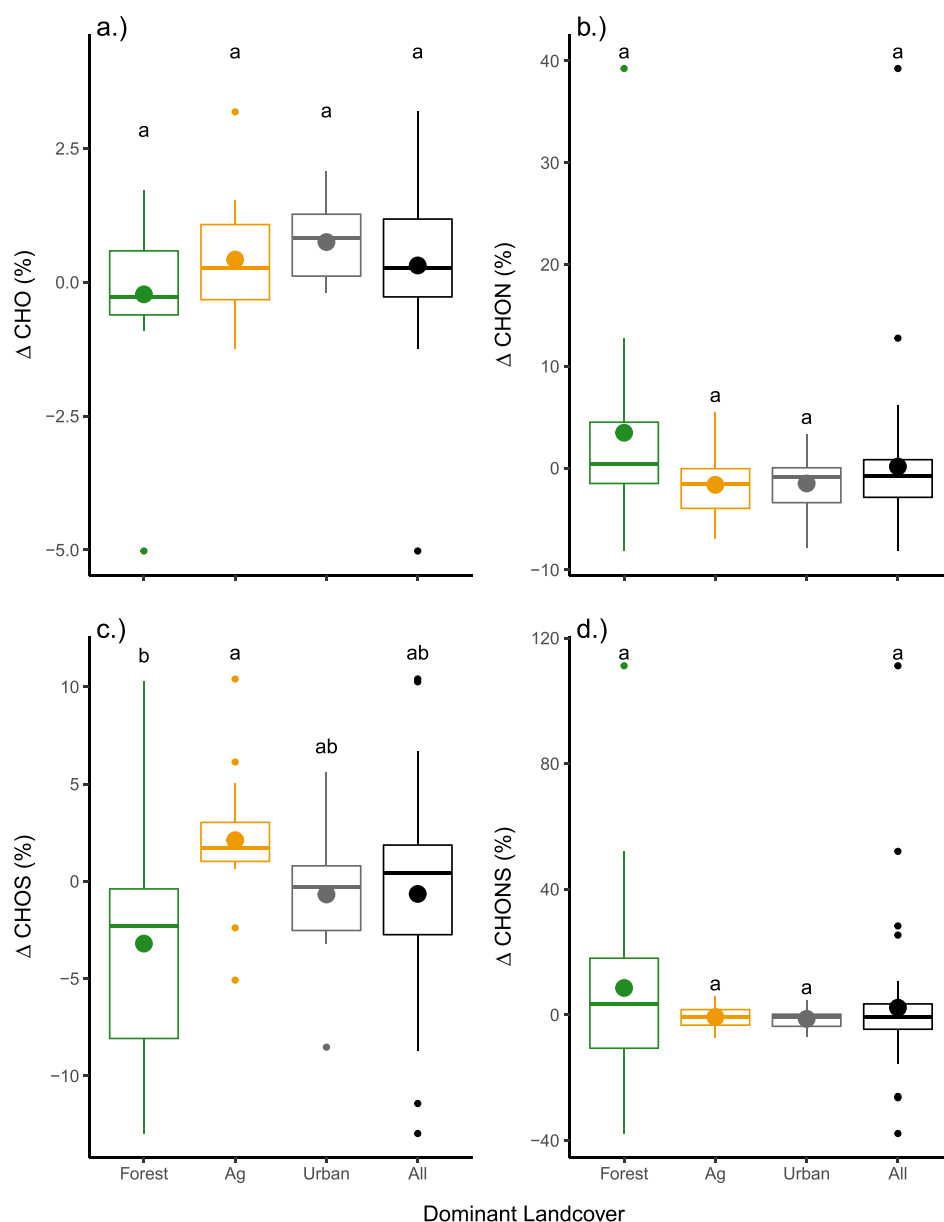 a.)
a
a
a
a
2.5
0.0
−2.5
−5.0
Δ CHO (%)
b.)
a
a
a
a
40
30
20
10
0
−10
Δ CHON (%)
c.)
b
a
ab
ab
10
5
0
−5
−10
Δ CHOS (%)
Forest
Ag
Urban
All
d.)
a
a
a
a
120
80
40
0
−40
Δ CHONS (%)
Forest
Ag
Urban
All
Dominant Landcover